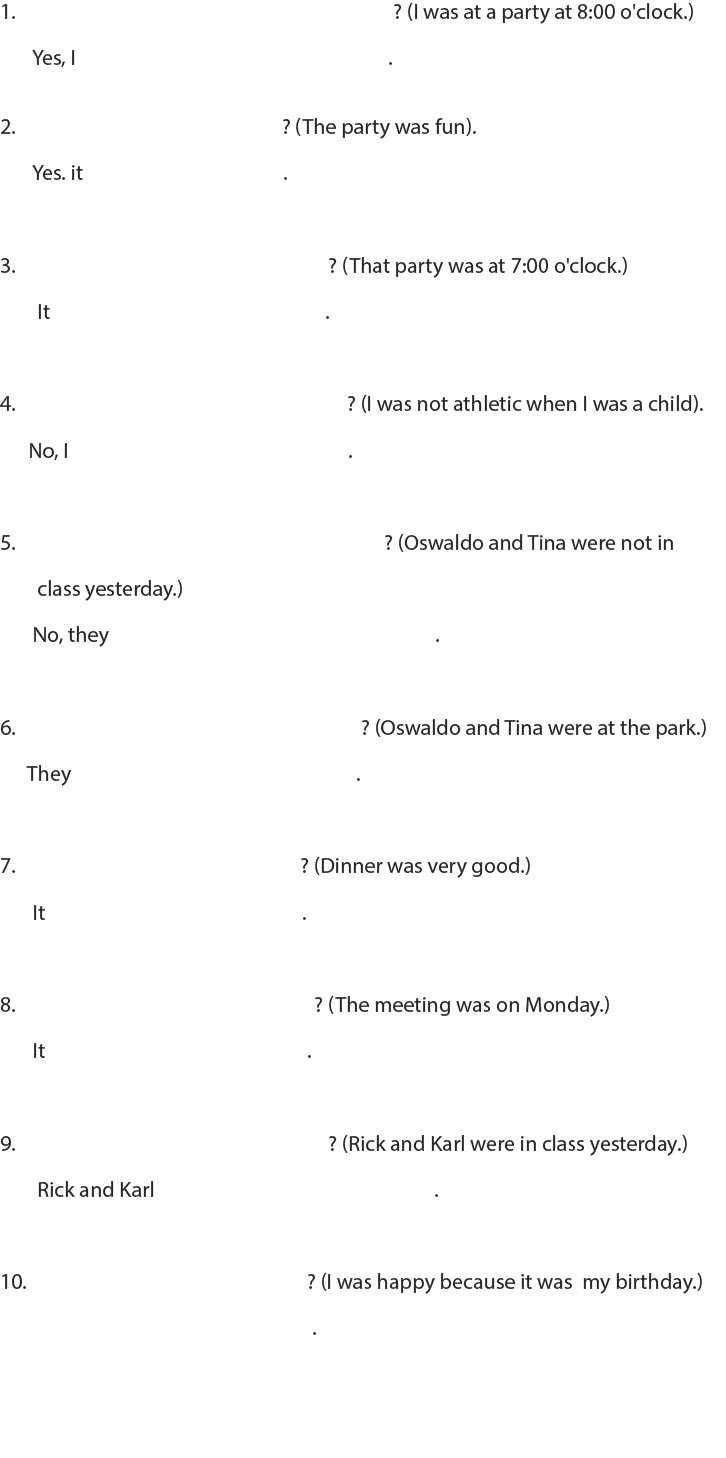 1. ? (I was at a party at 8:00 o'clock.)
Yes, I .
2. ? (The party was fun).
Yes. it .
3. ? (That party was at 7:00 o'clock.)
It .
4. ? (I was not athletic when I was a child).
No, I .
5. ? (Oswaldo and Tina were not in
class yesterday.)
No, they .
6. ? (Oswaldo and Tina were at the park.)
They .
7. ? (Dinner was very good.)
It .
8. ? (The meeting was on Monday.)
It .
9. ? (Rick and Karl were in class yesterday.)
Rick and Karl .
10. ? (I was happy because it was  my birthday.)
.